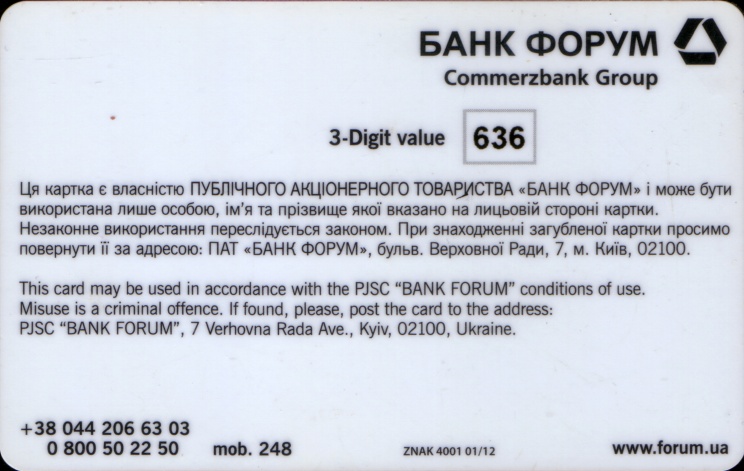 БАНК ФОРУМ
Commerzbank Group
3-Digit value 636
Ця картка є власністю ПУБЛІЧНОГО АКЦІОНЕРНОГО ТОВАРИСТВА «БАНК ФОРУМ» і може бути
використана лише особою, ім'я та прізвище якої вказано на лицьовій стороні картки.
Незаконне використання переслідується законом. При знаходженні загубленої картки просимо
повернути її за адресою: ПАТ «БАНК ФОРУМ», бульв. Верховної Ради, 7, м. Київ, 02100.
This card may be used in accordance with the PJSC “BANK FORUM” conditions of use.
Misuse is a criminal offence. If found, please, post the card to the address:
PJSC “BANK FORUM”, 7 Verhovna Rada Ave., Kyiv, 02100, Ukraine.
+38 044 206 63 03
0 800 50 22 50 mob. 248 ZNAK 4001 01/12 www.forum.ua